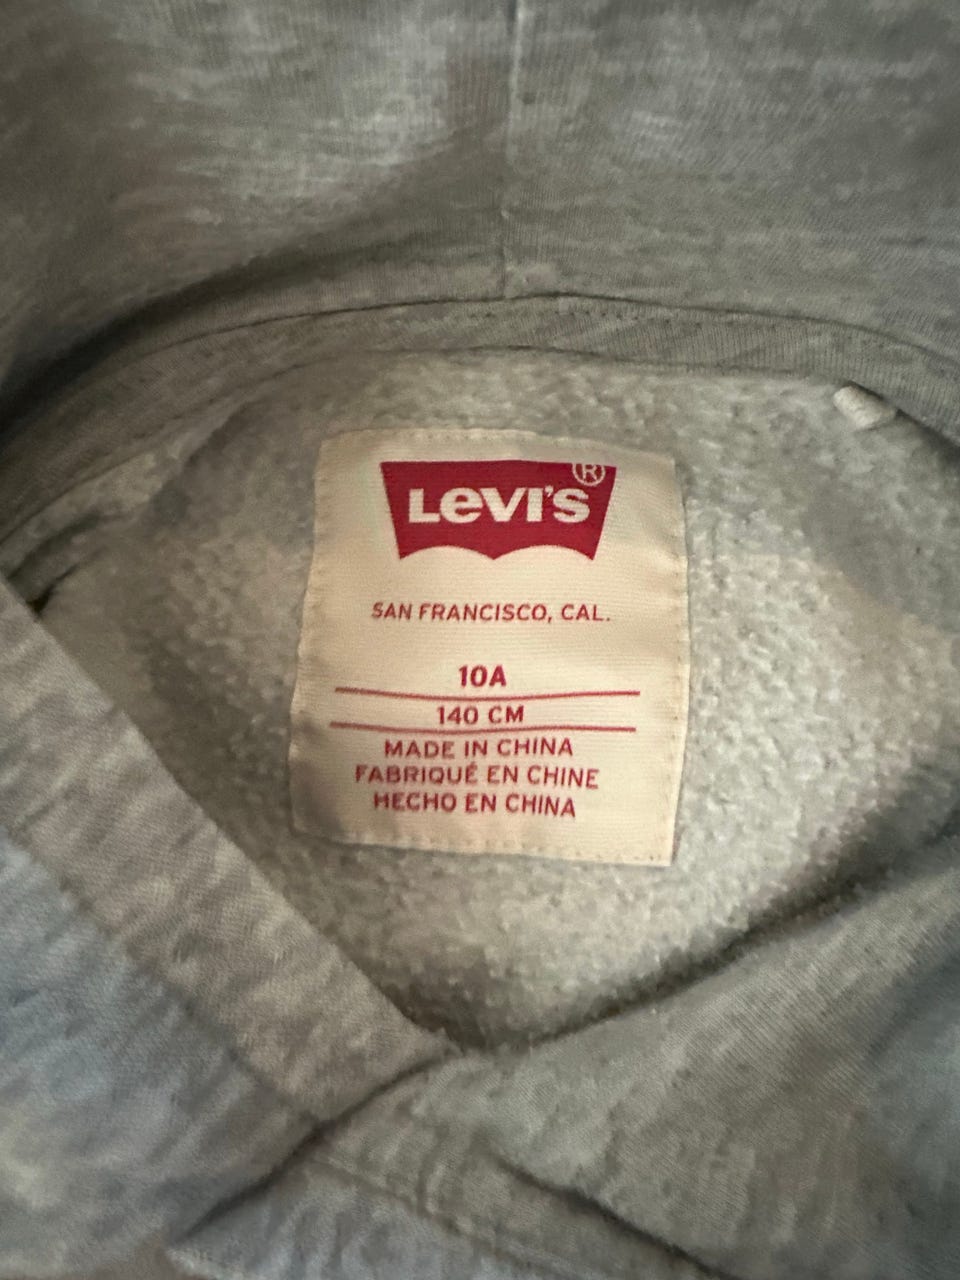 LEVI'S®
SAN FRANCISCO, CAL.
10A
140 CM
MADE IN CHINA
FABRIQUÉ EN CHINE
HECHO EN CHINA